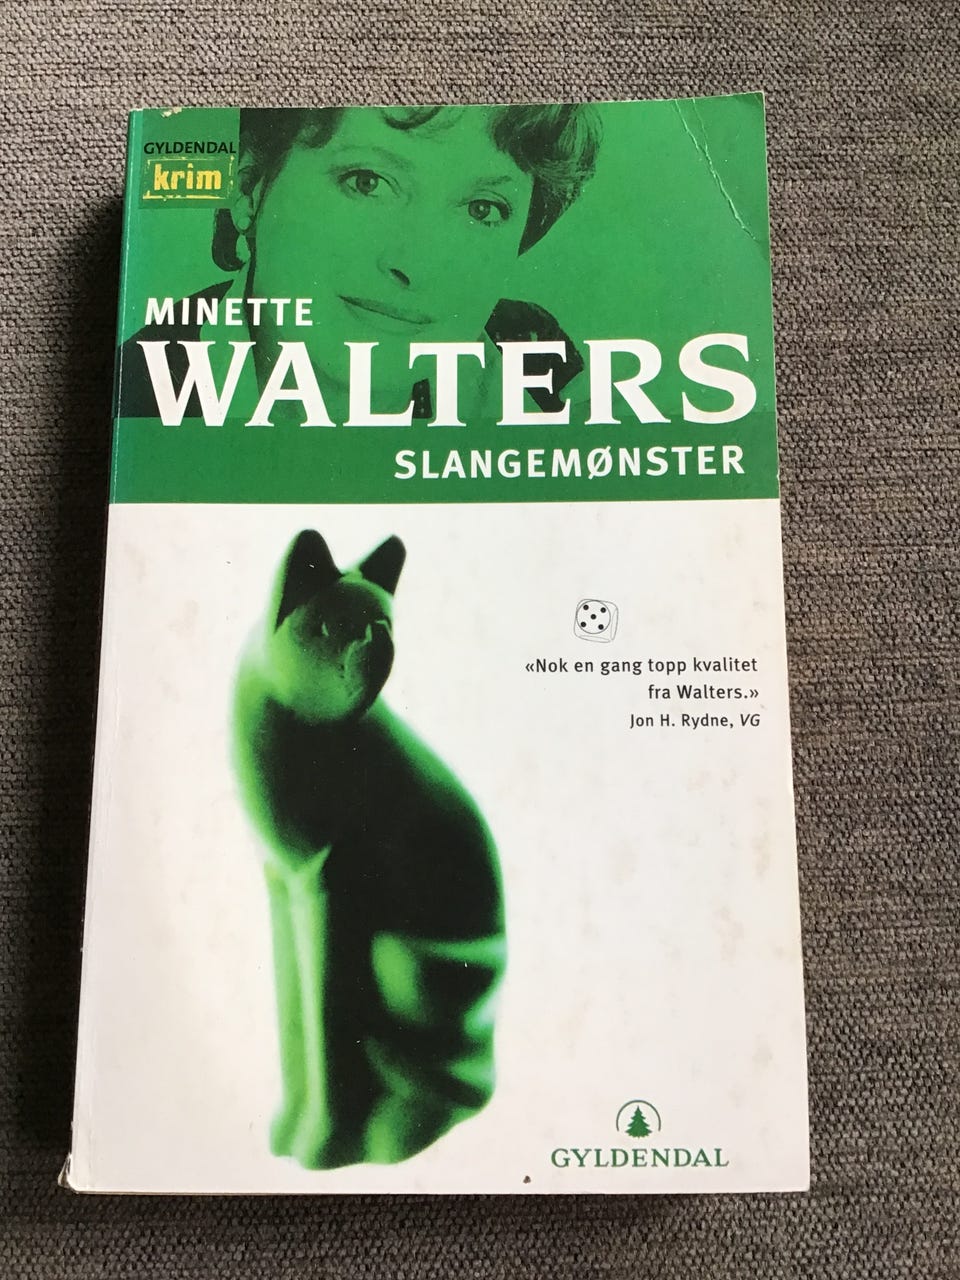 GYLDENDAL
krim
MINETTE
WALTERS
SLANGEMØNSTER
«Nok en gang topp kvalitet
fra Walters.»
Jon H. Rydne, VG
GYLDENDAL